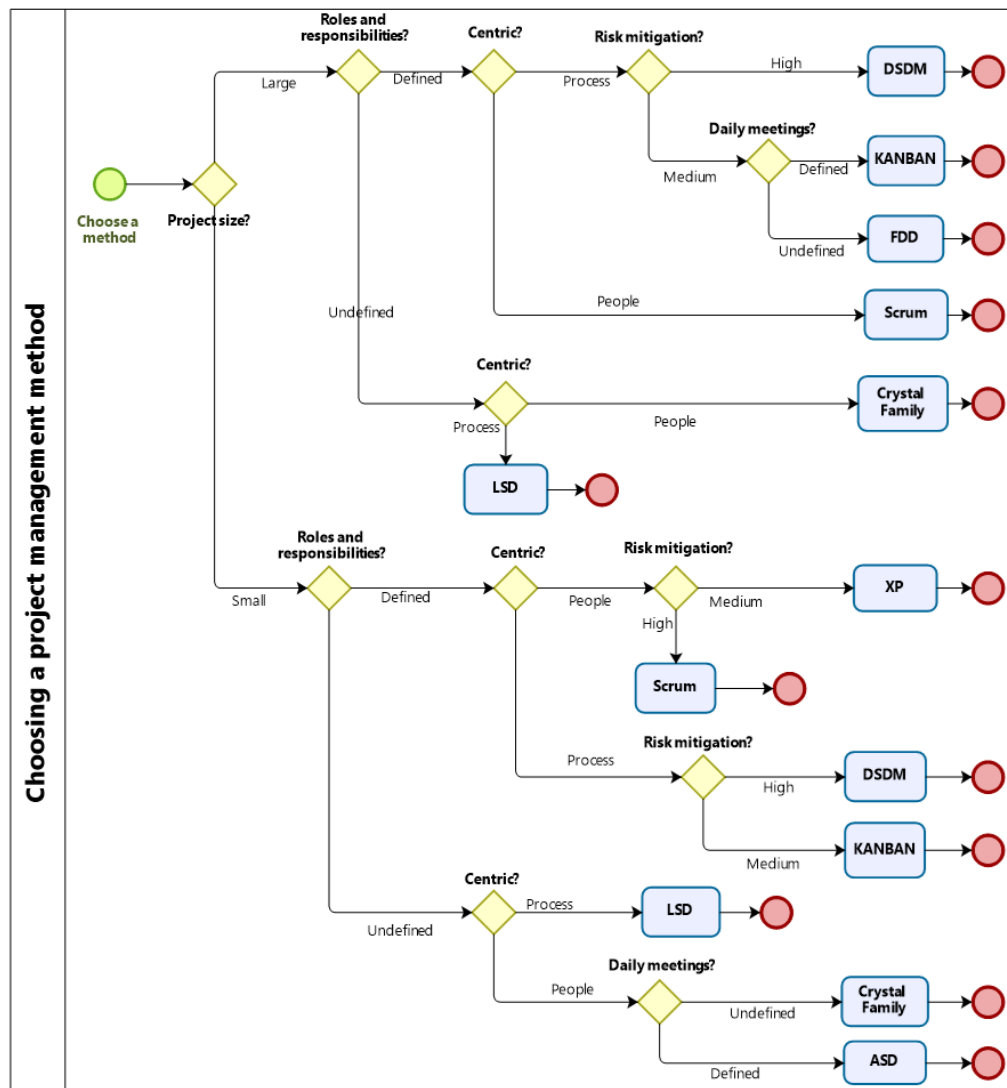 Choosing a project management method
Choose a
method
Project size?
Large
Roles and
responsibilities?
Defined
Centric?
Process
Risk mitigation?
High
DSDM
Medium
Daily meetings?
Defined
KANBAN
Undefined
FDD
People
Scrum
Undefined
Centric?
People
Crystal
Family
Process
LSD
Small
Roles and
responsibilities?
Defined
Centric?
People
Risk mitigation?
Medium
XP
High
Scrum
Process
Risk mitigation?
High
DSDM
Medium
KANBAN
Undefined
Centric?
Process
LSD
People
Daily meetings?
Undefined
Crystal
Family
Defined
ASD